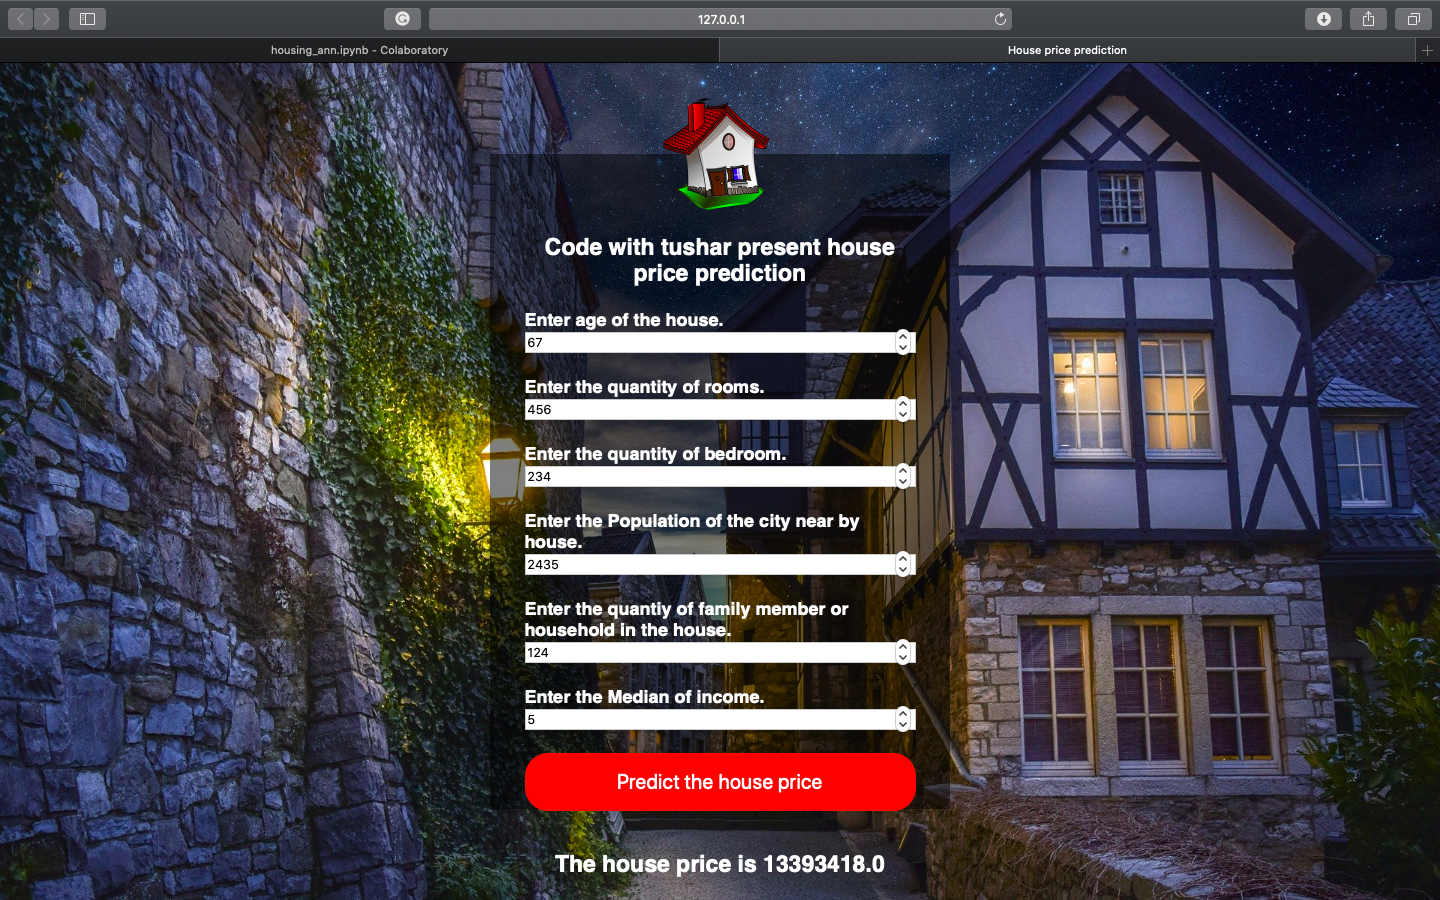 127.0.0.1
housing_ann.ipynb - Colaboratory
House price prediction
Code with tushar present house
price prediction
Enter age of the house.
67
Enter the quantity of rooms.
456
Enter the quantity of bedroom.
234
Enter the Population of the city near by
house.
2435
Enter the quantiy of family member or
household in the house.
124
Enter the Median of income.
5
Predict the house price
The house price is 13393418.0